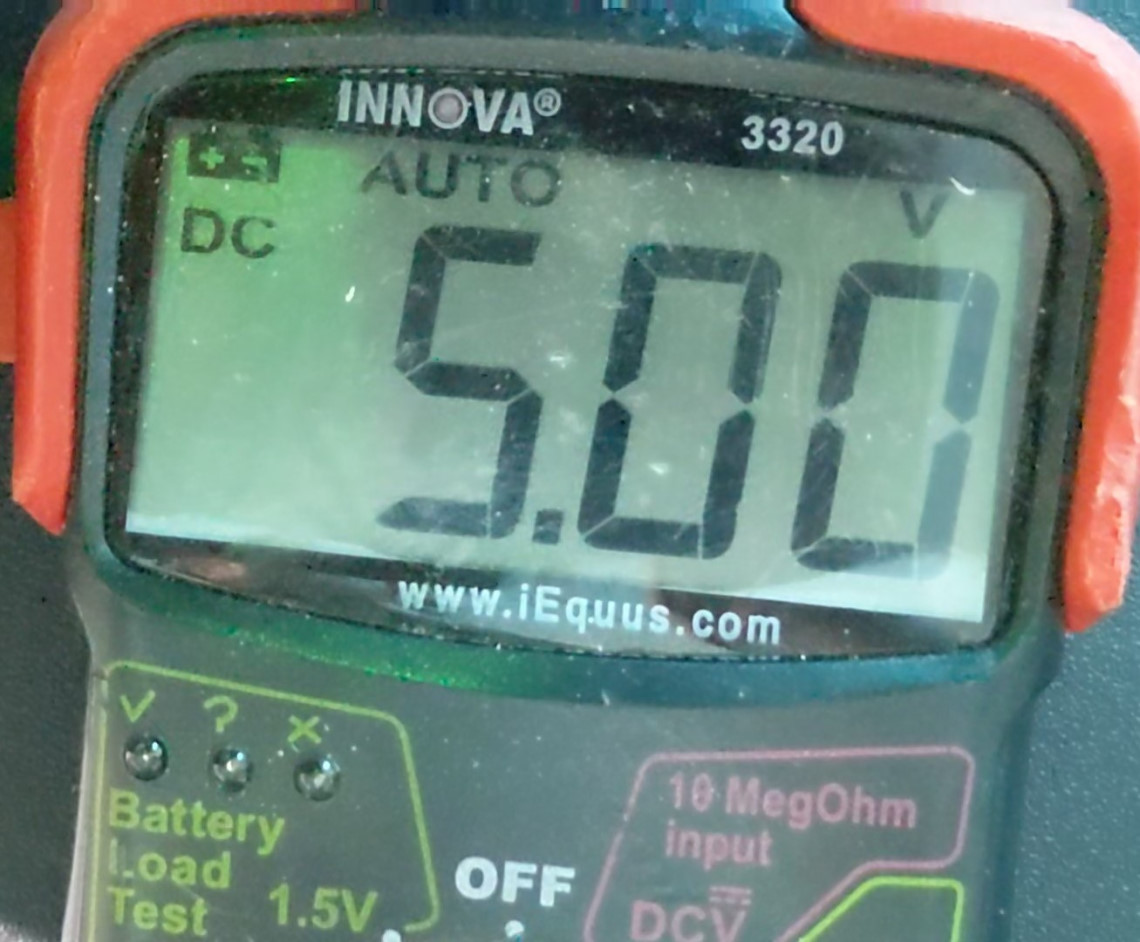 INNOVA® 3320
AUTO V
DC
5.00
www.iEquus.com
✓ ? ×
Battery
Load
Test 1.5V
OFF
10 MegOhm
input
DCV